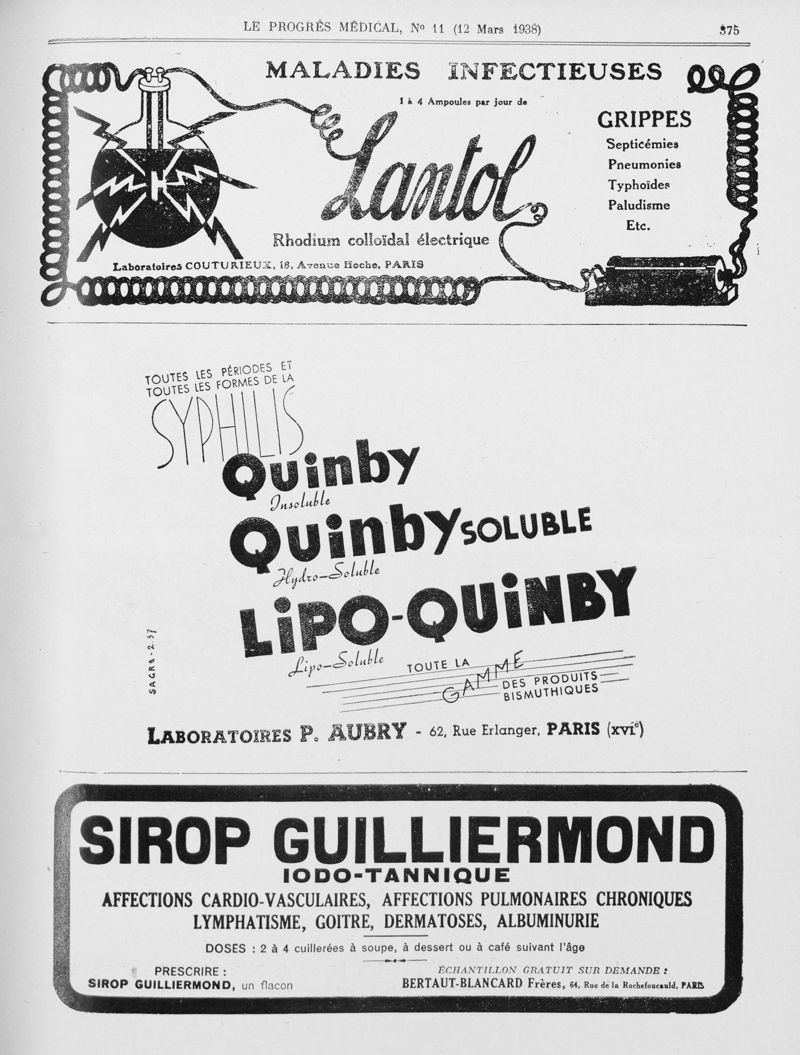 LE PROGRÈS MÉDICAL, Nº 11 (12 Mars 1938)
375
MALADIES INFECTIEUSES
1 à 4 Ampoules par jour de
Lantol
Rhodium colloïdal électrique
Laboratoires COUTURIEUX, 18, Avenue Hoche, PARIS
GRIPPES
Septicémies
Pneumonies
Typhoïdes
Paludisme
Etc.
TOUTES LES PÉRIODES ET
TOUTES LES FORMES DE LA
SYPHILIS
Quinby
Insoluble
Quinby SOLUBLE
Hydro-Soluble
LiPO-QUiNBY
Lipo-Soluble
TOUTE LA
GAMME
DES PRODUITS
BISMUTHIQUES
SAGRA-2.37
LABORATOIRES P. AUBRY - 62, Rue Erlanger, PARIS (XVIe)
SIROP GUILLIERMOND
IODO-TANNIQUE
AFFECTIONS CARDIO-VASCULAIRES, AFFECTIONS PULMONAIRES CHRONIQUES
LYMPHATISME, GOITRE, DERMATOSES, ALBUMINURIE
DOSES : 2 à 4 cuillerées à soupe, à dessert ou à café suivant l'âge
PRESCRIRE :
SIROP GUILLIERMOND, un flacon
ÉCHANTILLON GRATUIT SUR DEMANDE :
BERTAUT-BLANCARD Frères, 64, Rue de la Rochefoucauld, PARIS